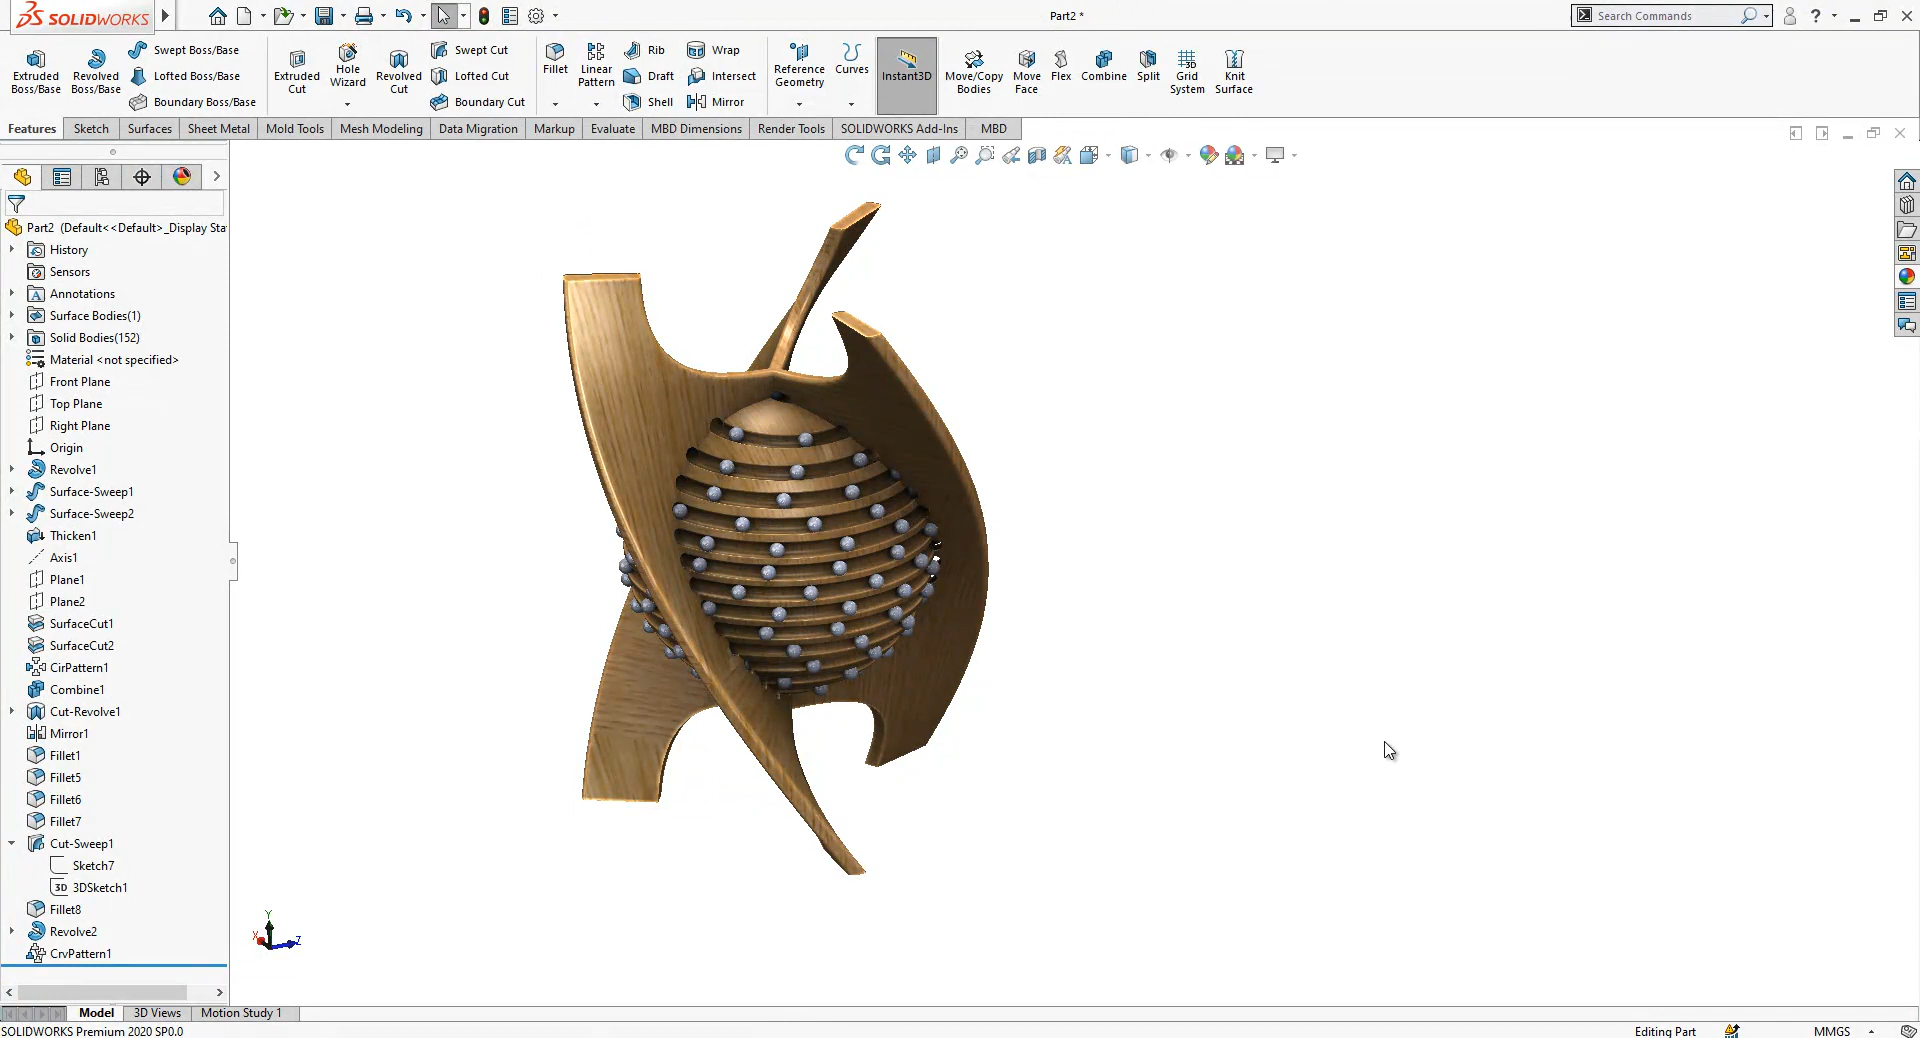 SOLIDWORKS
Part2 *
Search Commands
Extruded Boss/Base
Revolved Boss/Base
Swept Boss/Base
Lofted Boss/Base
Boundary Boss/Base
Extruded Cut
Hole Wizard
Revolved Cut
Swept Cut
Lofted Cut
Boundary Cut
Fillet
Linear Pattern
Rib
Draft
Shell
Wrap
Intersect
Mirror
Reference Geometry
Curves
Instant3D
Move/Copy Bodies
Move Face
Flex
Combine
Split
Grid System
Knit Surface
Features
Sketch
Surfaces
Sheet Metal
Mold Tools
Mesh Modeling
Data Migration
Markup
Evaluate
MBD Dimensions
Render Tools
SOLIDWORKS Add-Ins
MBD
Part2 (Default<<Default>_Display Sta
History
Sensors
Annotations
Surface Bodies(1)
Solid Bodies(152)
Material <not specified>
Front Plane
Top Plane
Right Plane
Origin
Revolve1
Surface-Sweep1
Surface-Sweep2
Thicken1
Axis1
Plane1
Plane2
SurfaceCut1
SurfaceCut2
CirPattern1
Combine1
Cut-Revolve1
Mirror1
Fillet1
Fillet5
Fillet6
Fillet7
Cut-Sweep1
Sketch7
3D 3DSketch1
Fillet8
Revolve2
CrvPattern1
Y
X
Z
Model
3D Views
Motion Study 1
SOLIDWORKS Premium 2020 SP0.0
Editing Part
MMGS